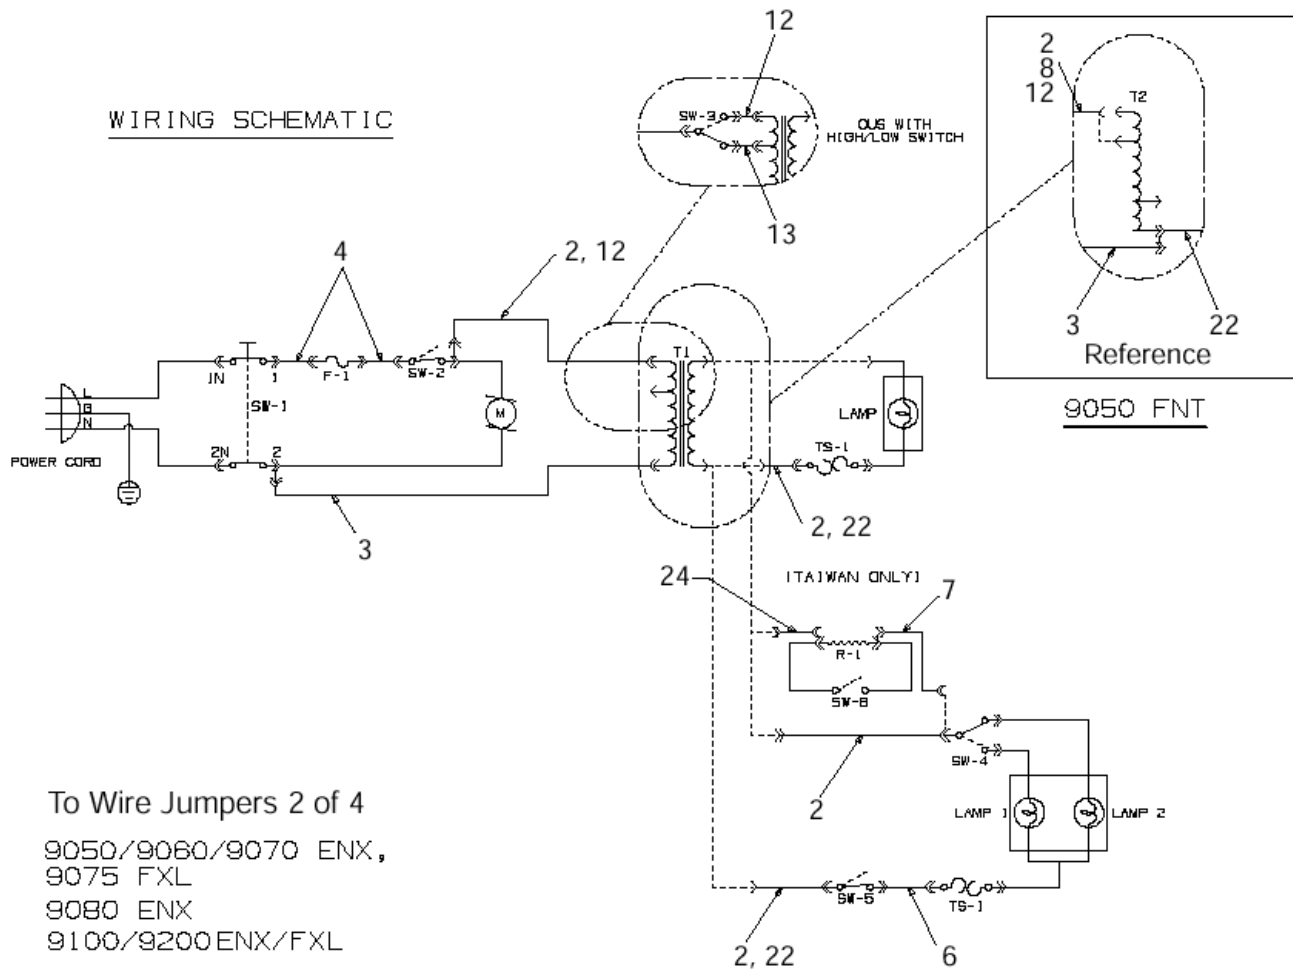 WIRING SCHEMATIC
12
SW-3
OUS WITH
HIGH/LOW SWITCH
13
2
8
12
T2
3
22
Reference
9050 FNT
4
2, 12
1N
1
F-1
SW-2
T1
L
G
N
SW-1
M
LAMP
POWER CORD
2N
2
TS-1
3
2, 22
24
(TAIWAN ONLY)
7
R-1
SW-8
SW-4
2
LAMP 1
LAMP 2
To Wire Jumpers 2 of 4
9050/9060/9070 ENX,
9075 FXL
9080 ENX
9100/9200 ENX/FXL
SW-5
TS-1
2, 22
6